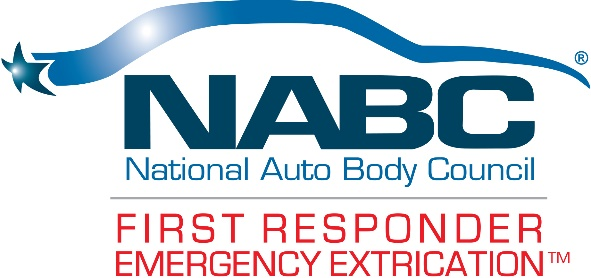 ®
NABC
National Auto Body Council
FIRST RESPONDER
EMERGENCY EXTRICATION™